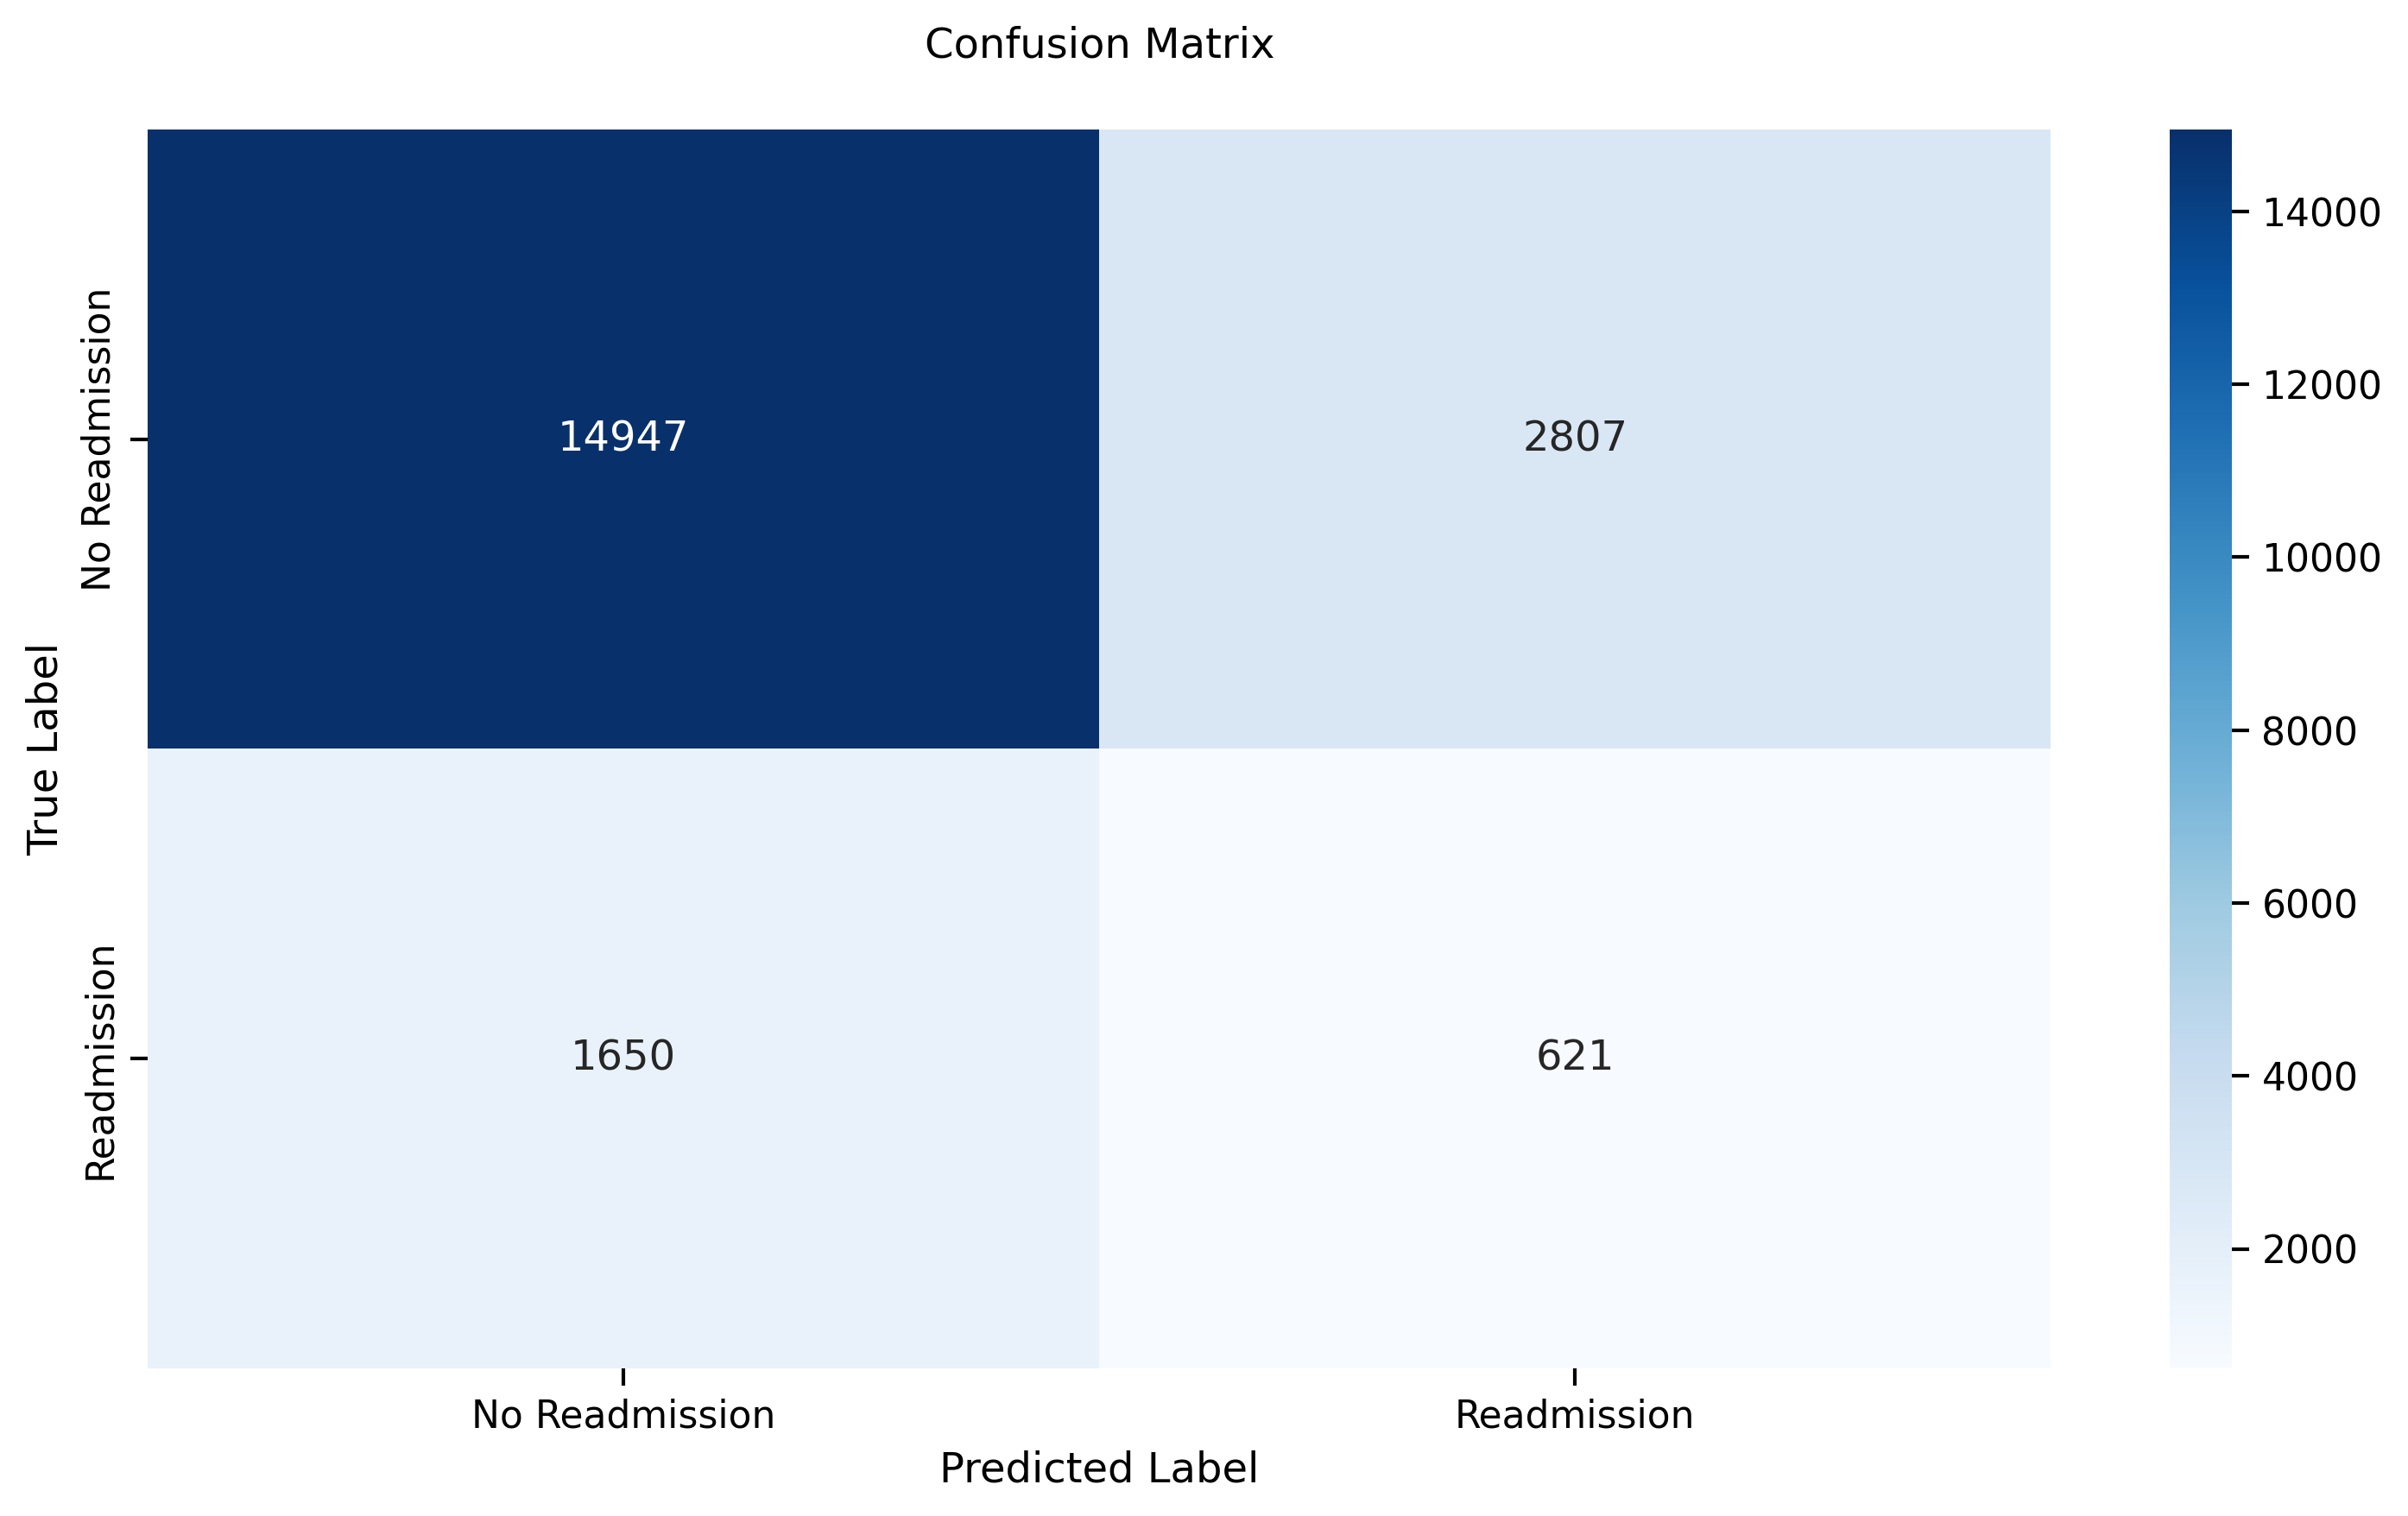 Confusion Matrix
True Label
No Readmission
Readmission
14947
2807
1650
621
No Readmission
Readmission
Predicted Label
14000
12000
10000
8000
6000
4000
2000